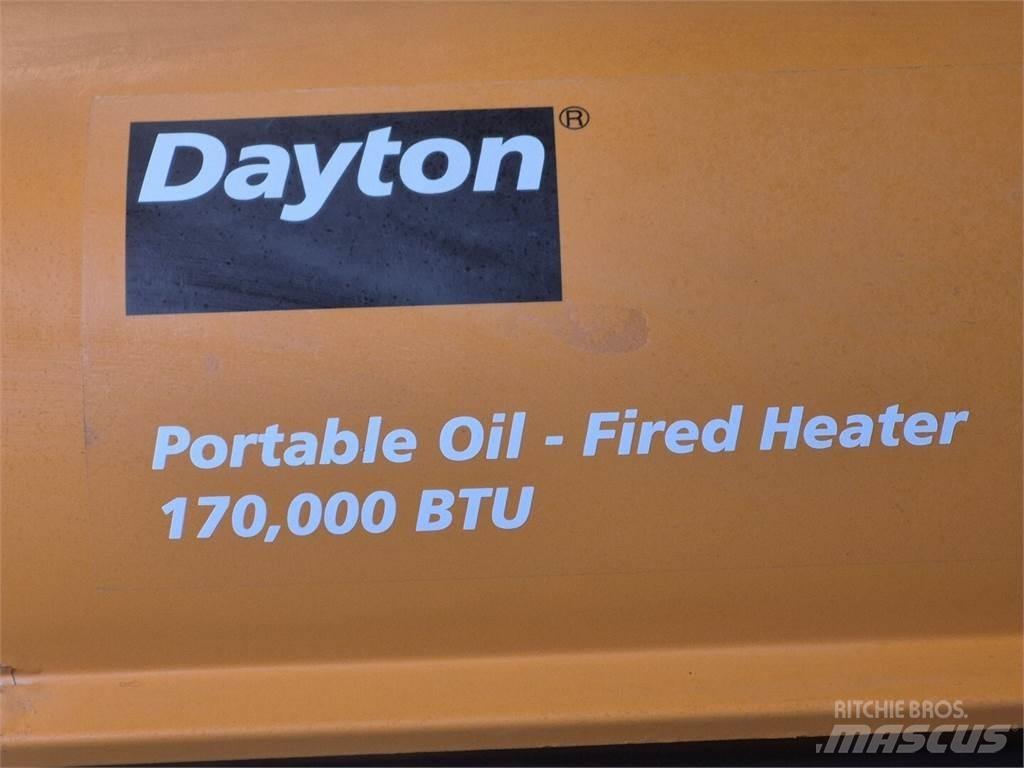 Dayton®
Portable Oil - Fired Heater
170,000 BTU
RITCHIE BROS.
MASCUS